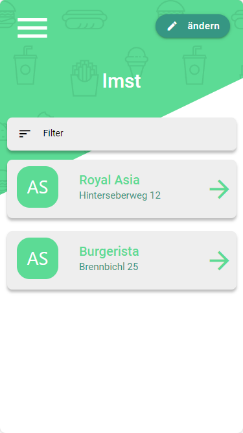 ändern
Imst
Filter
AS
Royal Asia
Hinterseberweg 12
AS
Burgerista
Brennbichl 25